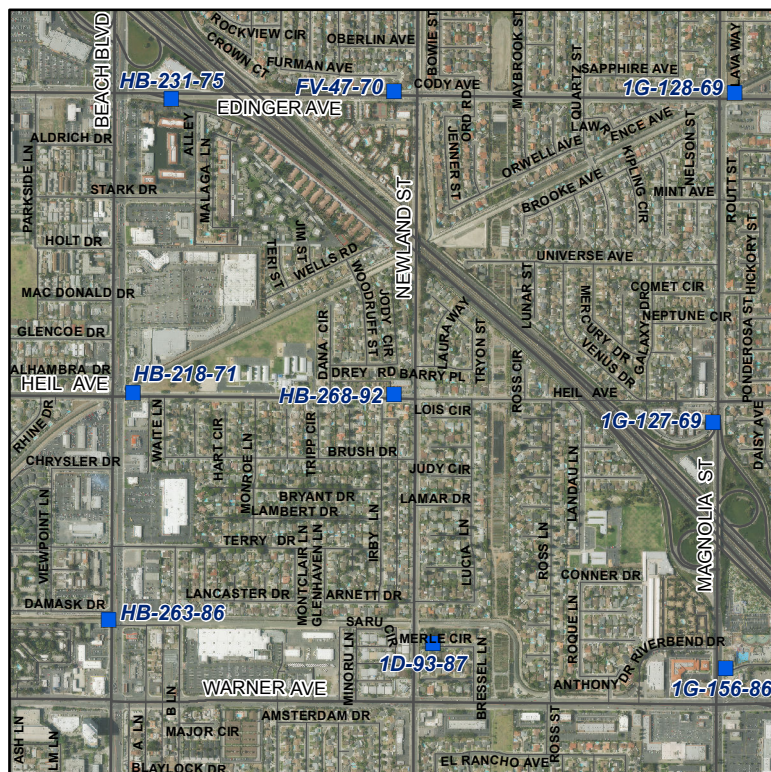 ROCKVIEW CIR
OBERLIN AVE
BOWIE ST
CROWN CT
FURMAN AVE
MAYBROOK ST
QUARTZ ST
SAPPHIRE AVE
LAVA WAY
BEACH BLVD
HB-231-75
FV-47-70
CODY AVE
1G-128-69
EDINGER AVE
ORD RD
ALDRICH DR
ALLEY
JENNER ST
LAWRENCE AVE
ORWELL AVE
NELSON ST
PARKSIDE LN
MALAGA LN
KIPLING CIR
BROOKE AVE
MINT AVE
STARK DR
NEWLAND ST
ROUTT ST
HOLT DR
TERI ST
JIM ST
WELLS RD
UNIVERSE AVE
HICKORY ST
MAC DONALD DR
WOODRUFF ST
JODY CIR
LUNAR ST
MERCURY DR
COMET CIR
GLENCOE DR
DANA CIR
LAURA WAY
TRYON ST
VENUS DR
GALAXY DR
NEPTUNE CIR
PONDEROSA ST
ALHAMBRA DR
HB-218-71
DREY RD
BARRY PL
ROSS CIR
HEIL AVE
HB-268-92
HEIL AVE
RHINE DR
WAITE LN
HART CIR
TRIPP CIR
LOIS CIR
1G-127-69
DAISY AVE
MONROE LN
BRUSH DR
CHRYSLER DR
JUDY CIR
LANDAU LN
VIEWPOINT LN
BRYANT DR
LAMAR DR
LAMBERT DR
MAGNOLIA ST
TERRY DR
IRBY LN
LUCIA LN
ROSS LN
MONTCLAIR LN
GLENHAVEN LN
CONNER DR
LANCASTER DR
ARNETT DR
DAMASK DR
HB-263-86
SARU CIR
ROQUE LN
MERLE CIR
RIVERBEND DR
MINORU LN
1D-93-87
BRESSEL LN
WARNER AVE
ANTHONY DR
1G-156-86
B LN
AMSTERDAM DR
ASH LN
LM LN
A LN
MAJOR CIR
ROSS ST
BLAYLOCK DR
EL RANCHO AVE